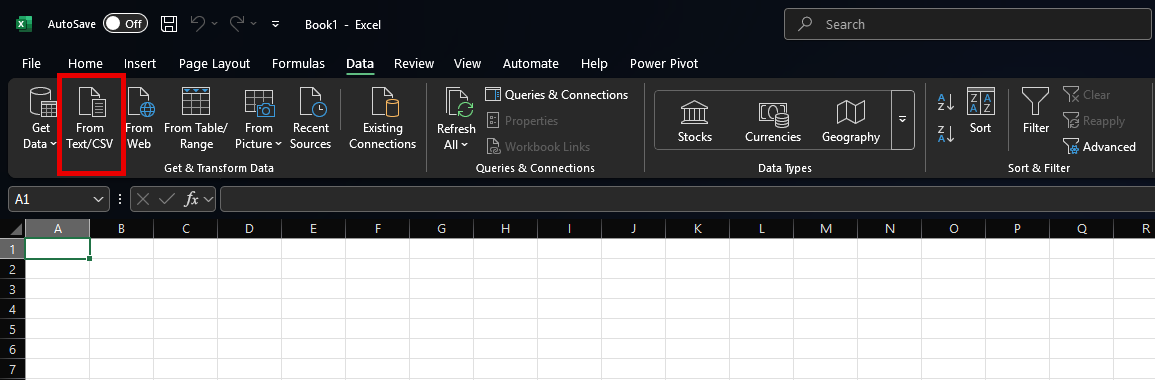 AutoSave Off Book1 - Excel Search
File Home Insert Page Layout Formulas Data Review View Automate Help Power Pivot
Get Data
From Text/CSV
From Web
From Table/ Range
From Picture
Recent Sources
Existing Connections
Get & Transform Data
Refresh All
Queries & Connections
Properties
Workbook Links
Queries & Connections
Stocks Currencies Geography
Data Types
Sort
Filter
Clear
Reapply
Advanced
Sort & Filter
A1 fx
A B C D E F G H I J K L M N O P Q R
1
2
3
4
5
6
7